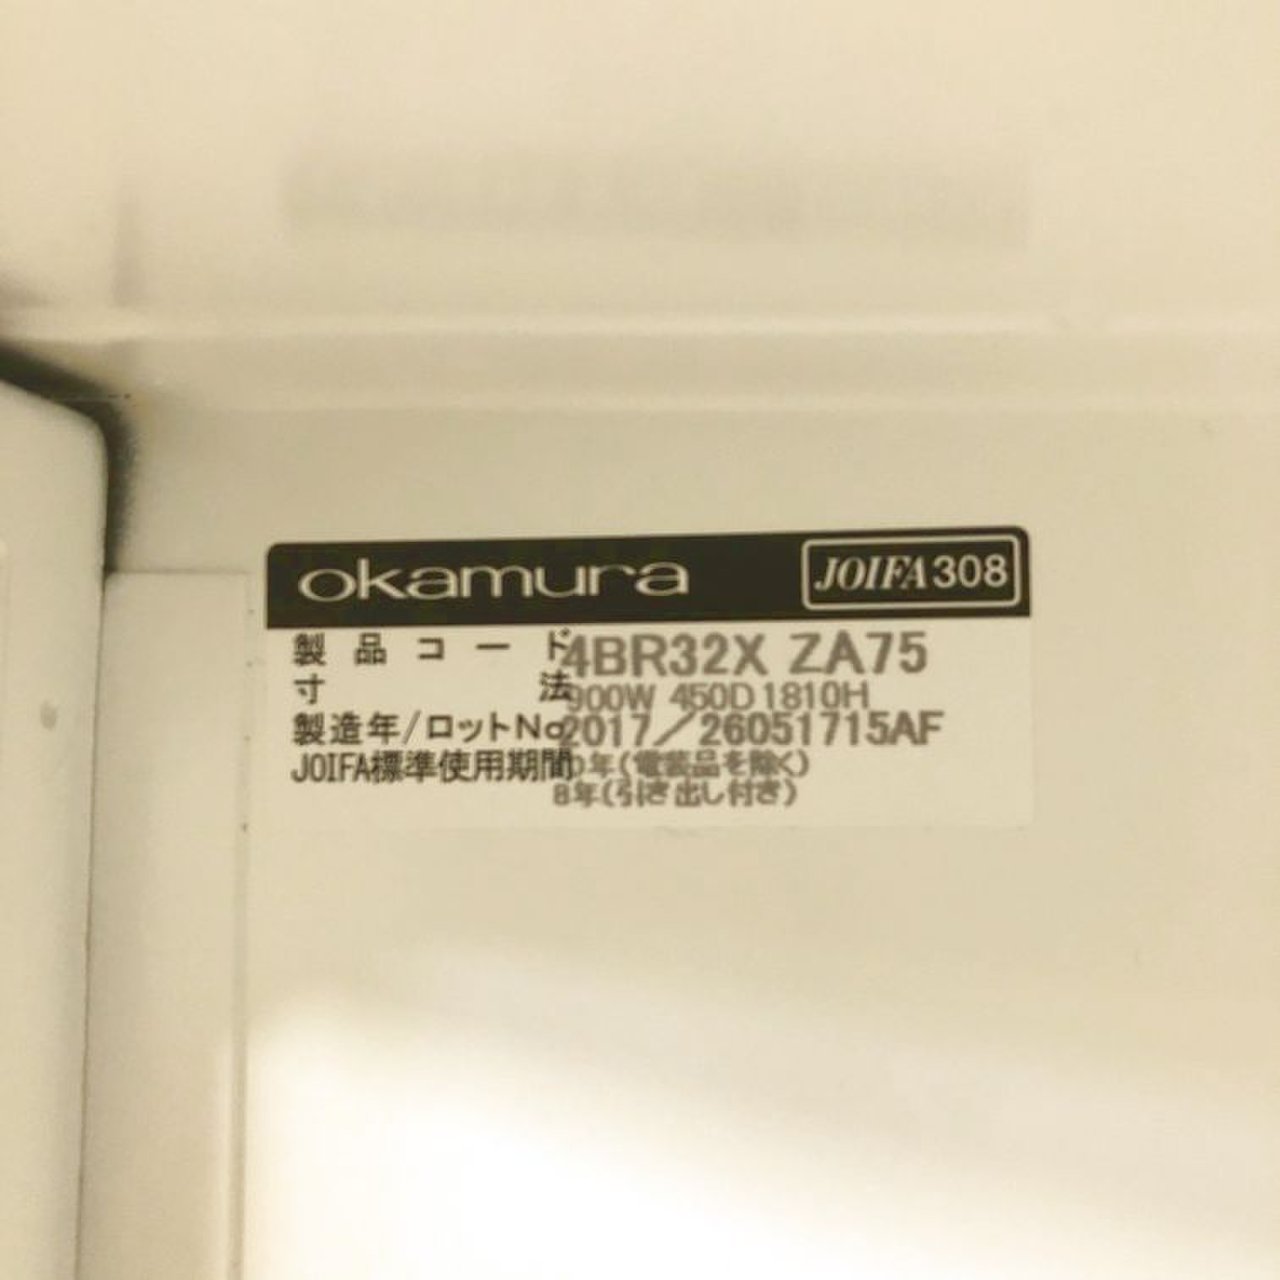 okamura JOIFA308
製品コード 4BR32X ZA75
寸法 900W 450D 1810H
製造年/ロットNo. 2017/26051715AF
JOIFA標準使用期間 0年(電装品を除く)
8年(引き出し付き)